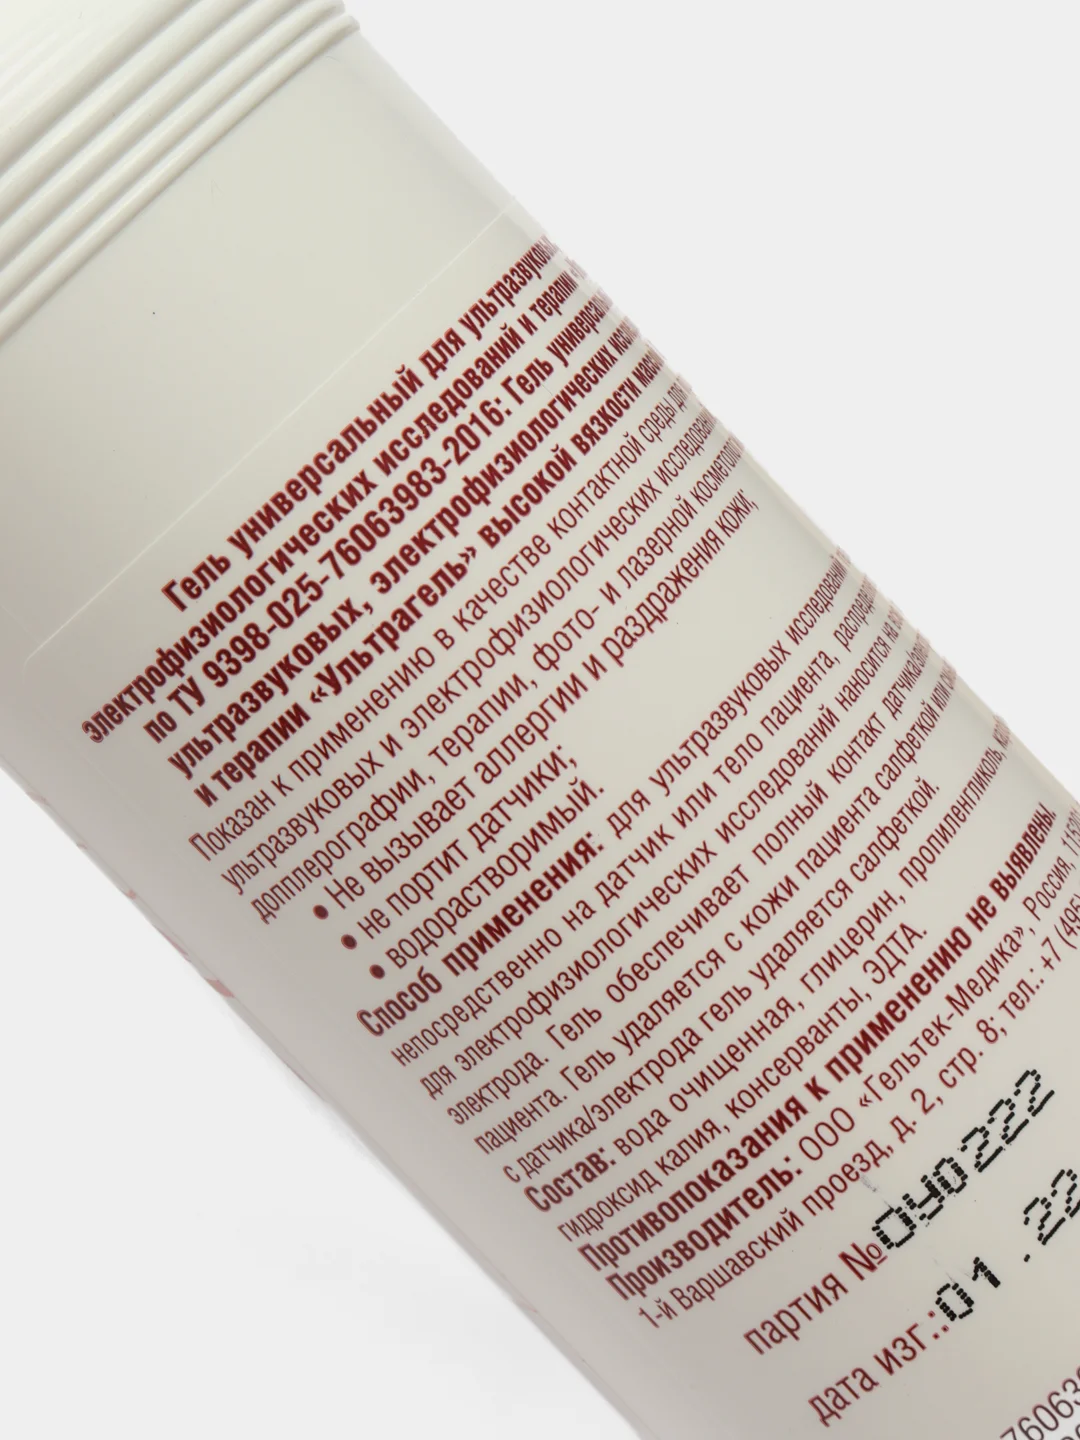 Гель универсальный для ультразвуковых
электрофизиологических исследований и терапии
по ТУ 9398-025-76063983-2016: Гель универсальный
ультразвуковых, электрофизиологических
и терапии «Ультрагель» высокой вязкости
Показан к применению в качестве контактной среды для
ультразвуковых и электрофизиологических исследований
допплерографии, терапии, фото- и лазерной
• Не вызывает аллергии и раздражения кожи;
• не портит датчики;
• водорастворимый.
Способ применения: для ультразвуковых исследований
непосредственно на датчик или тело пациента,
для электрофизиологических исследований наносится на
электрода. Гель обеспечивает полный контакт
пациента. Гель удаляется с кожи пациента салфеткой или
с датчика/электрода гель удаляется салфеткой.
Состав: вода очищенная, глицерин, пропиленгликоль,
гидроксид калия, консерванты, ЭДТА.
Противопоказания к применению не выявлены.
Производитель: ООО «Гельтек-Медика», Россия,
1-й Варшавский проезд, д. 2, стр. 8; тел.: +7 (495)
партия №0У0222
дата изг.:01.22